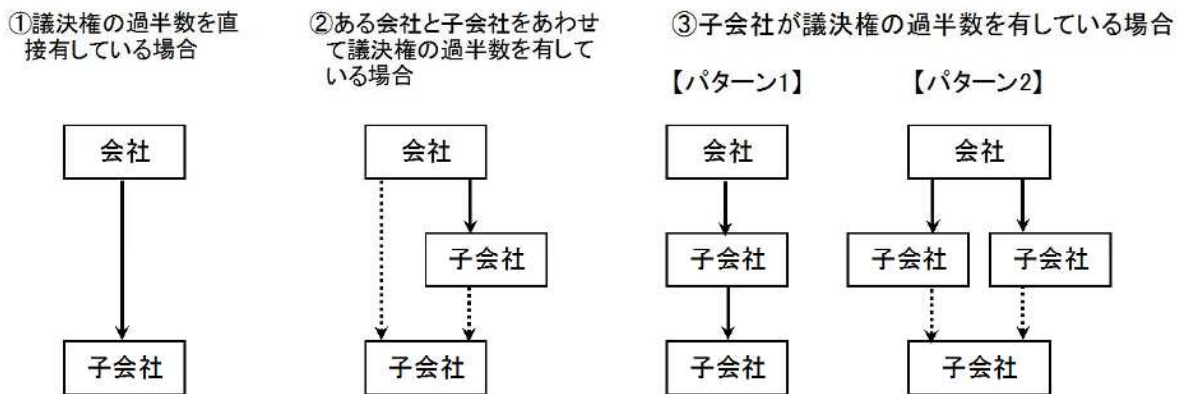 ①議決権の過半数を直
接有している場合
②ある会社と子会社をあわせ
て議決権の過半数を有して
いる場合
③子会社が議決権の過半数を有している場合
【パターン1】
【パターン2】
会社
子会社
会社
子会社
子会社
会社
子会社
子会社
会社
子会社
子会社
子会社